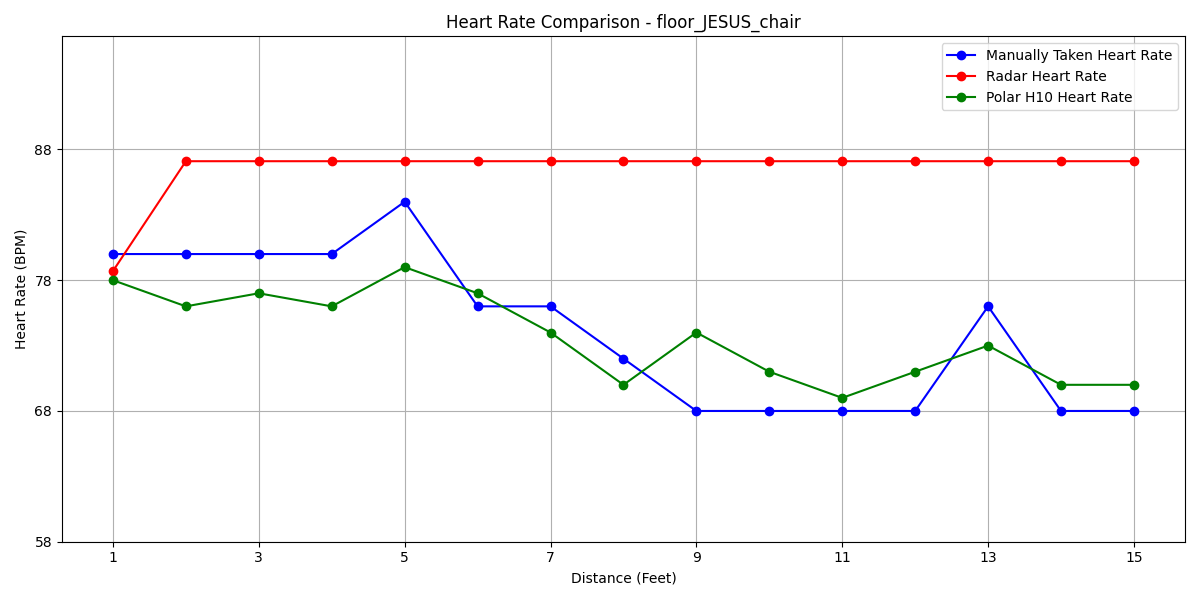 Heart Rate Comparison - floor_JESUS_chair
Manually Taken Heart Rate
Radar Heart Rate
Polar H10 Heart Rate
Heart Rate (BPM)
88
78
68
58
1 3 5 7 9 11 13 15
Distance (Feet)